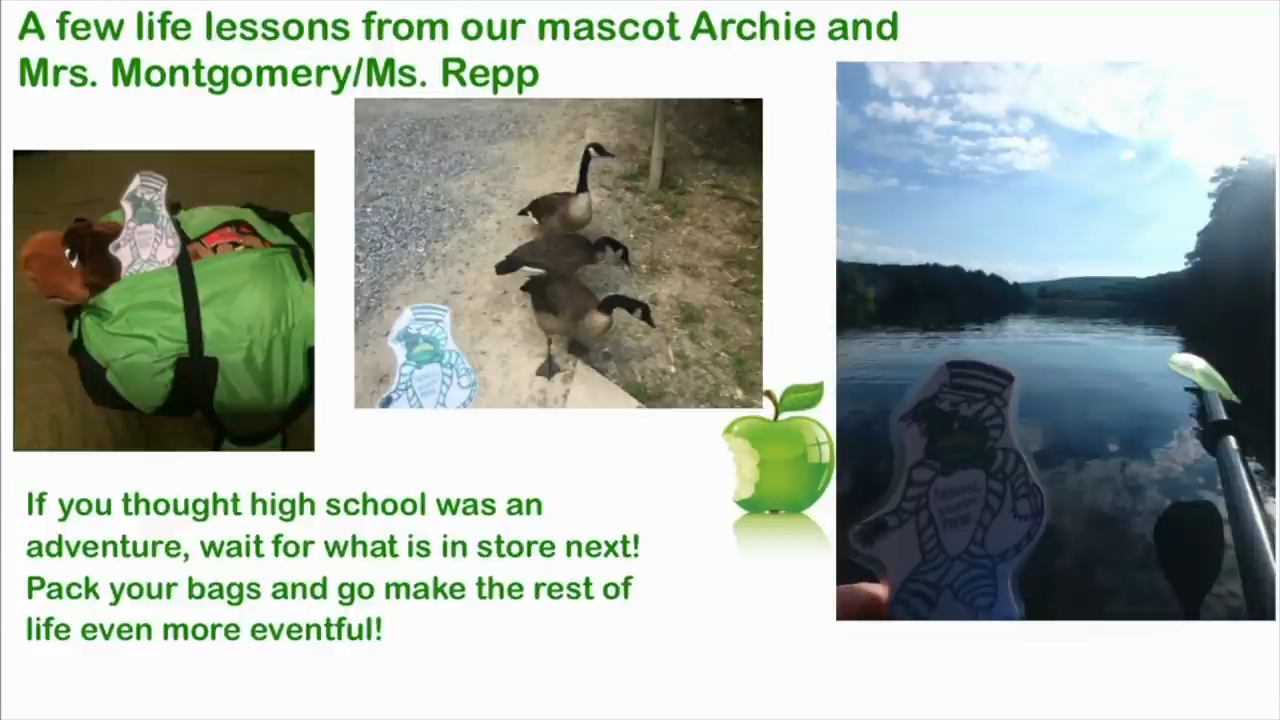 A few life lessons from our mascot Archie and
Mrs. Montgomery/Ms. Repp
If you thought high school was an
adventure, wait for what is in store next!
Pack your bags and go make the rest of
life even more eventful!